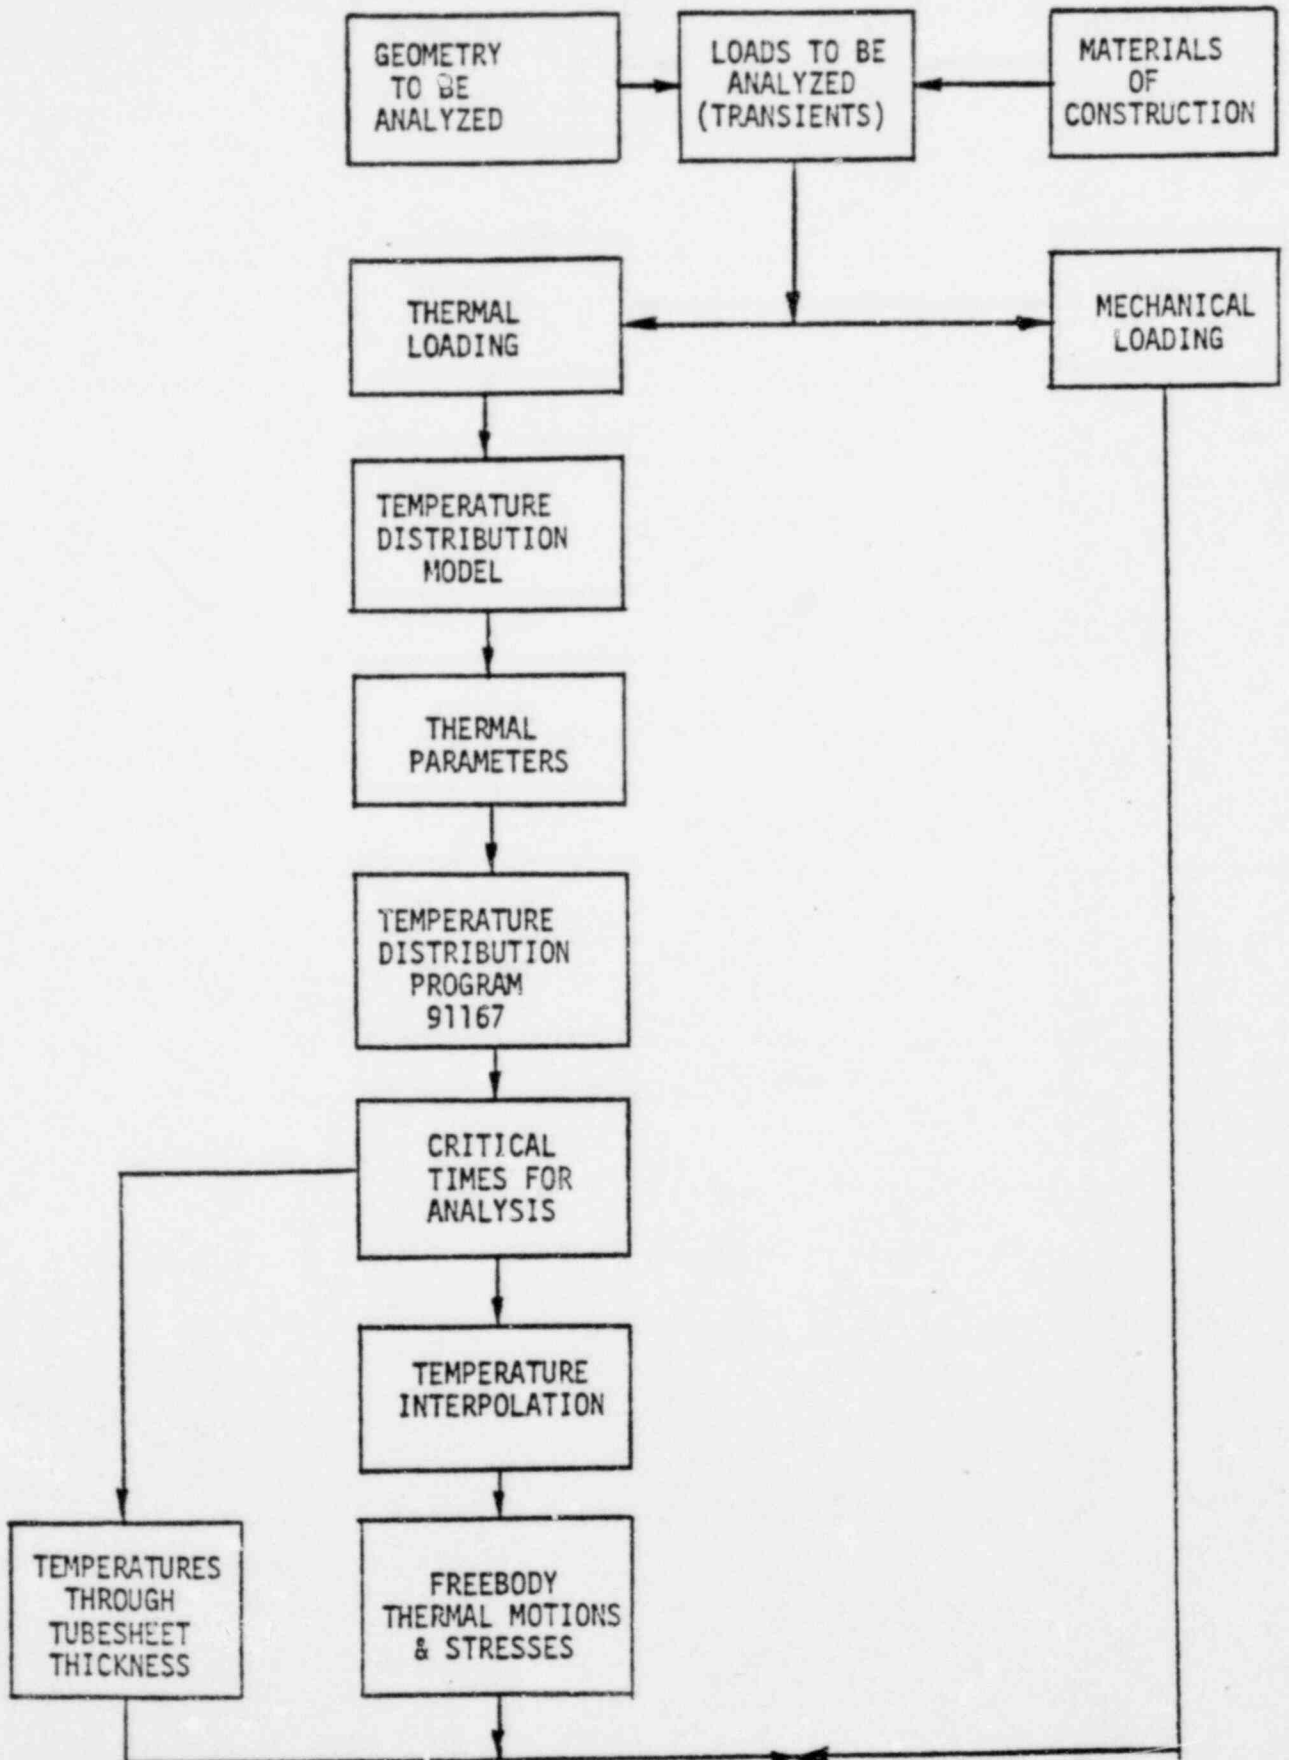 GEOMETRY
TO BE
ANALYZED
LOADS TO BE
ANALYZED
(TRANSIENTS)
MATERIALS
OF
CONSTRUCTION
THERMAL
LOADING
MECHANICAL
LOADING
TEMPERATURE
DISTRIBUTION
MODEL
THERMAL
PARAMETERS
TEMPERATURE
DISTRIBUTION
PROGRAM
91167
CRITICAL
TIMES FOR
ANALYSIS
TEMPERATURE
INTERPOLATION
TEMPERATURES
THROUGH
TUBESHEET
THICKNESS
FREEBODY
THERMAL MOTIONS
& STRESSES